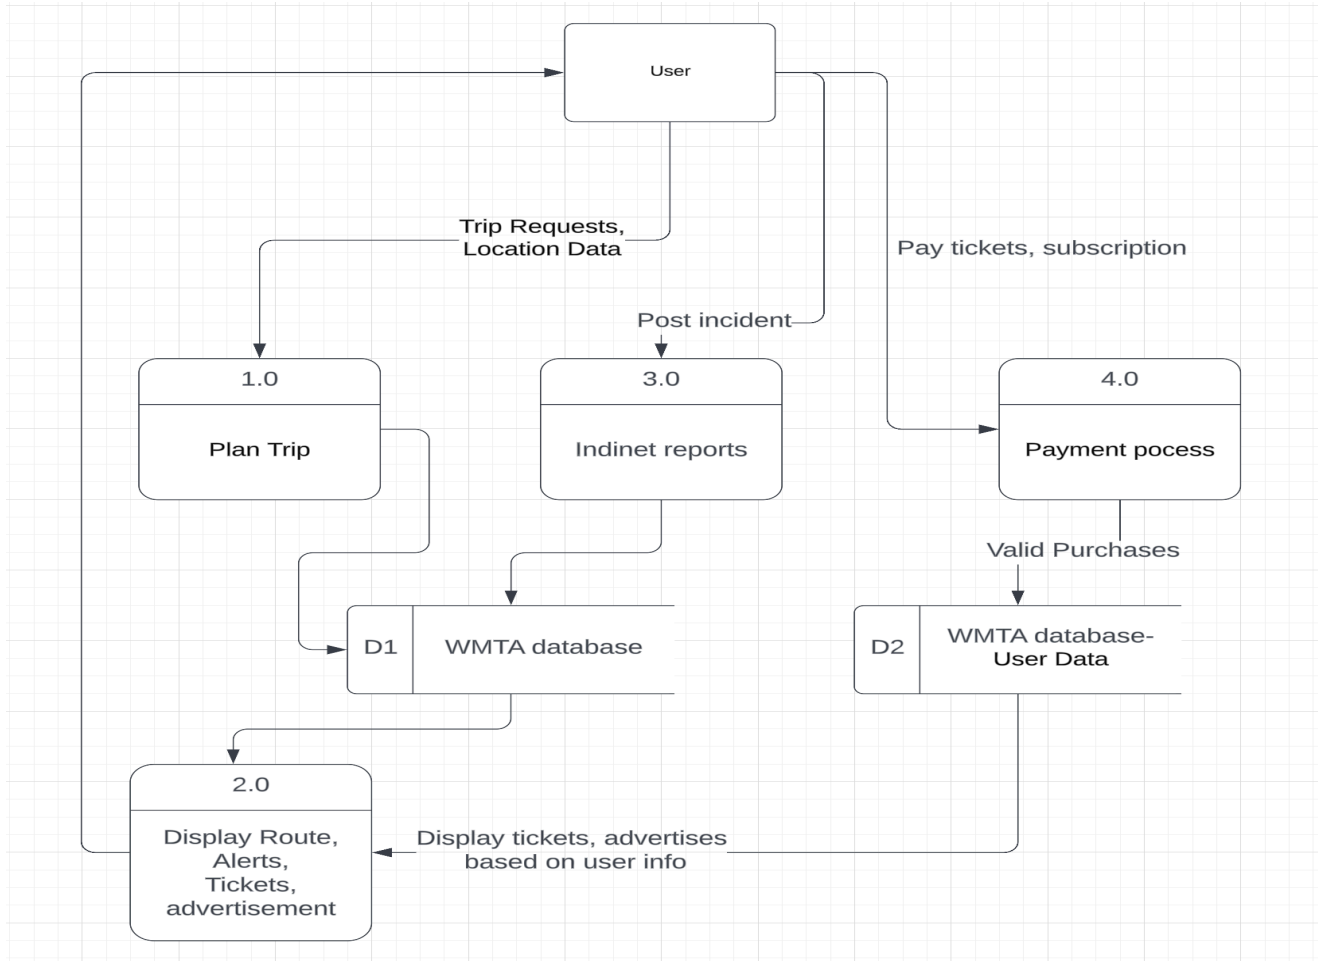 User
Trip Requests,
Location Data
Pay tickets, subscription
Post incident
1.0
Plan Trip
3.0
Indinet reports
4.0
Payment pocess
Valid Purchases
D1
WMTA database
D2
WMTA database-
User Data
2.0
Display Route,
Alerts,
Tickets,
advertisement
Display tickets, advertises
based on user info